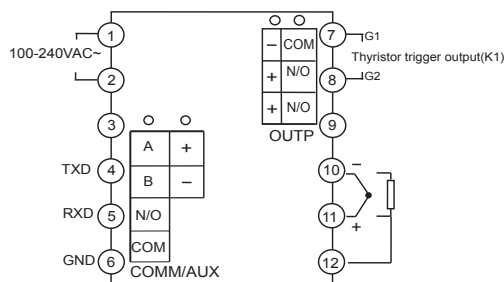 1
100-240VAC~
2
3
A +
4
TXD
B −
5
RXD
N/O
COM
6
GND
COMM/AUX
− COM
+ N/O
+ N/O
OUTP
7
G1
Thyristor trigger output(K1)
8
G2
9
10
−
11
+
12